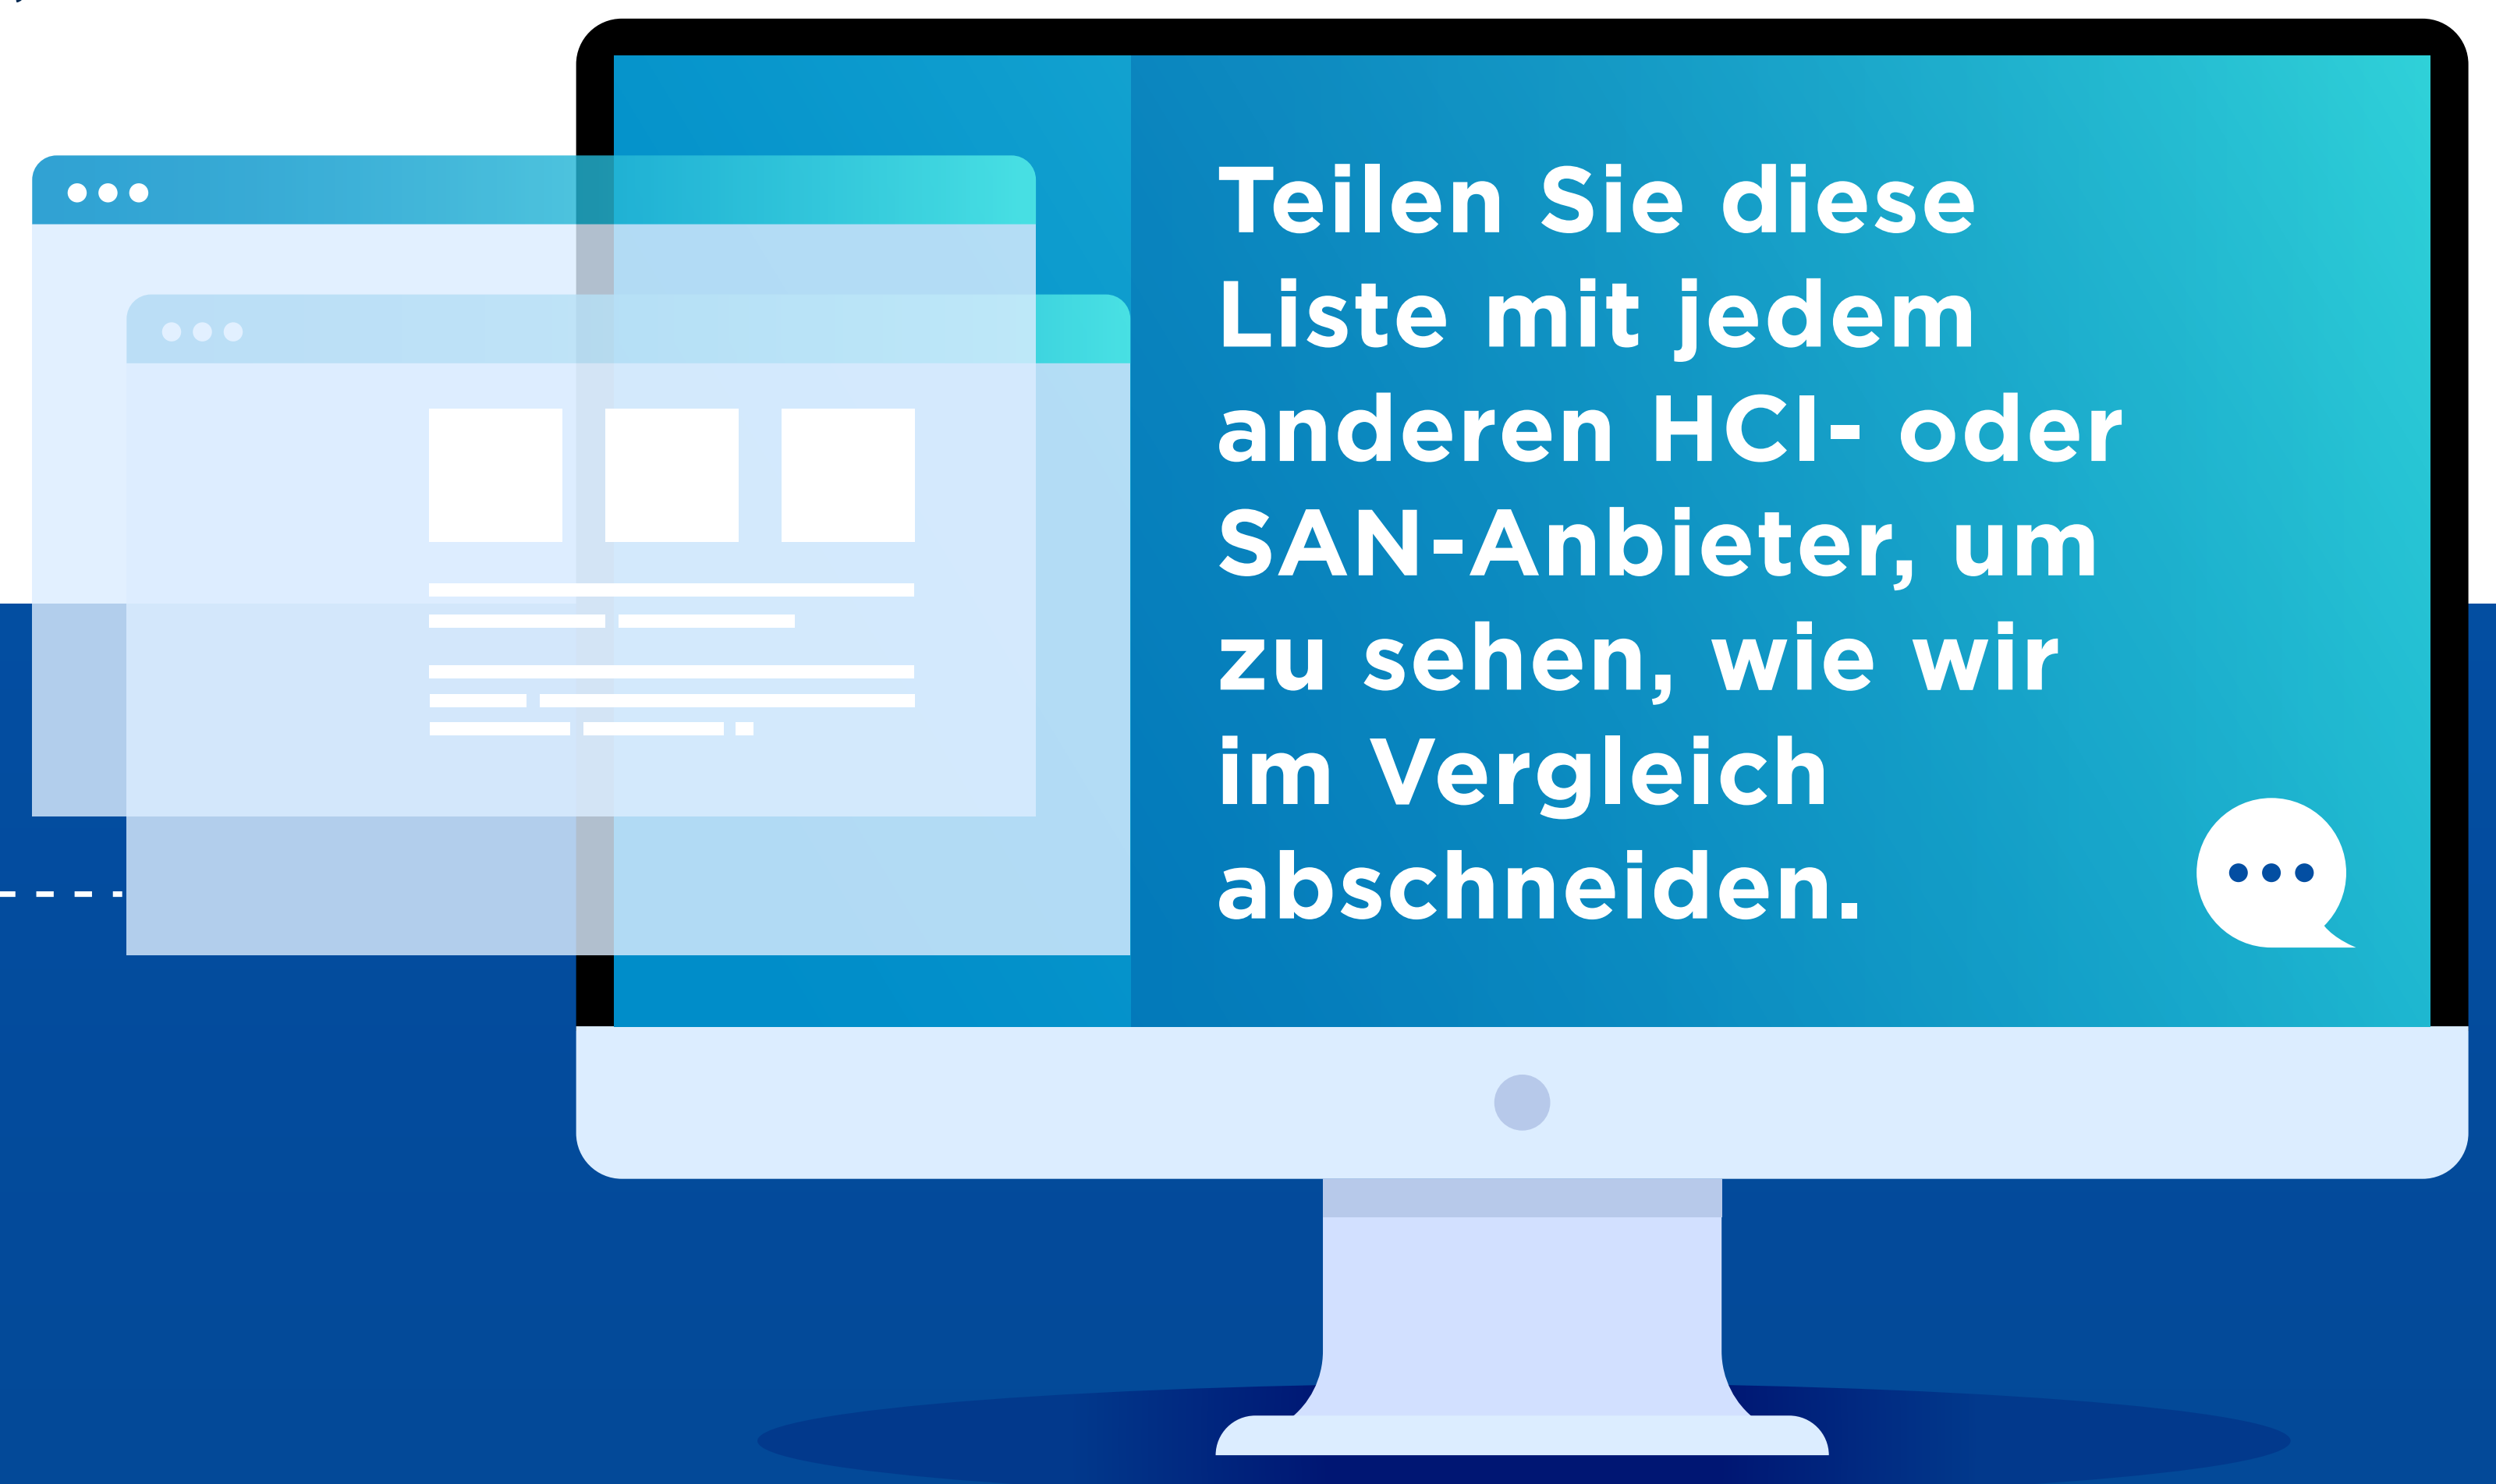 Teilen Sie diese
Liste mit jedem
anderen HCI- oder
SAN-Anbieter, um
zu sehen, wie wir
im Vergleich
abschneiden.